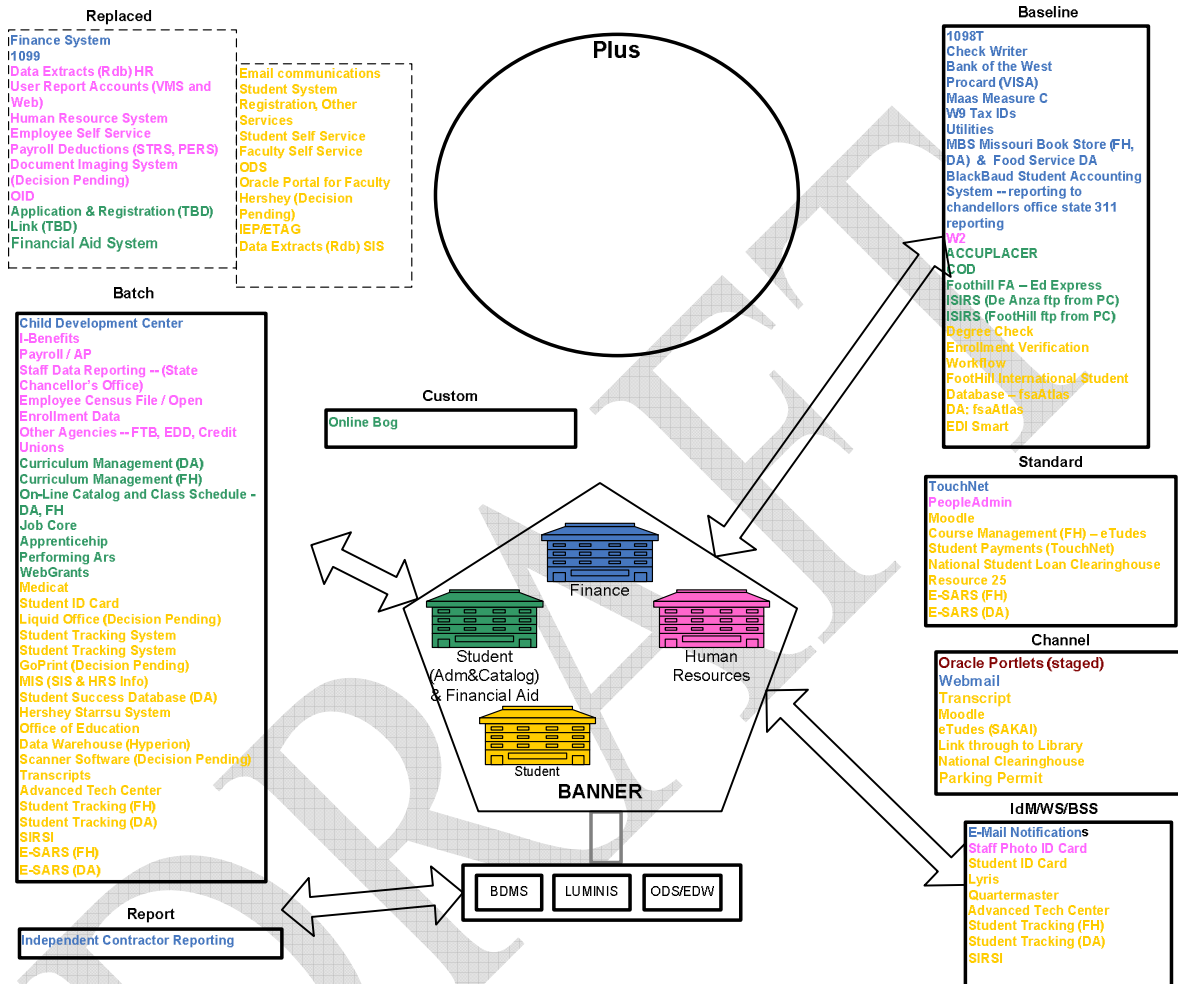 Replaced
Finance System
1099
Data Extracts (Rdb) HR
User Report Accounts (VMS and
Web)
Human Resource System
Employee Self Service
Payroll Deductions (STRS, PERS)
Document Imaging System
(Decision Pending)
OID
Application & Registration (TBD)
Link (TBD)
Financial Aid System
Email communications
Student System
Registration, Other
Services
Student Self Service
Faculty Self Service
ODS
Oracle Portal for Faculty
Hershey (Decision
Pending)
IEP/ETAG
Data Extracts (Rdb) SIS
Plus
Baseline
1098T
Check Writer
Bank of the West
Procard (VISA)
Maas Measure C
W9 Tax IDs
Utilities
MBS Missouri Book Store (FH,
DA) & Food Service DA
BlackBaud Student Accounting
System -- reporting to
chandellors office state 311
reporting
W2
ACCUPLACER
COD
Foothill FA – Ed Express
ISIRS (De Anza ftp from PC)
ISIRS (FootHill ftp from PC)
Degree Check
Enrollment Verification
Workflow
FootHill International Student
Database – fsaAtlas
DA: fsaAtlas
EDI Smart
Batch
Child Development Center
I-Benefits
Payroll / AP
Staff Data Reporting -- (State
Chancellor's Office)
Employee Census File / Open
Enrollment Data
Other Agencies -- FTB, EDD, Credit
Unions
Curriculum Management (DA)
Curriculum Management (FH)
On-Line Catalog and Class Schedule -
DA, FH
Job Core
Apprenticehip
Performing Ars
WebGrants
Medicat
Student ID Card
Liquid Office (Decision Pending)
Student Tracking System
Student Tracking System
GoPrint (Decision Pending)
MIS (SIS & HRS Info)
Student Success Database (DA)
Hershey Starrsu System
Office of Education
Data Warehouse (Hyperion)
Scanner Software (Decision Pending)
Transcripts
Advanced Tech Center
Student Tracking (FH)
Student Tracking (DA)
SIRSI
E-SARS (FH)
E-SARS (DA)
Custom
Online Bog
Standard
TouchNet
PeopleAdmin
Moodle
Course Management (FH) – eTudes
Student Payments (TouchNet)
National Student Loan Clearinghouse
Resource 25
E-SARS (FH)
E-SARS (DA)
Finance
Student
(Adm&Catalog)
& Financial Aid
Human
Resources
Student
BANNER
BDMS
LUMINIS
ODS/EDW
Channel
Oracle Portlets (staged)
Webmail
Transcript
Moodle
eTudes (SAKAI)
Link through to Library
National Clearinghouse
Parking Permit
IdM/WS/BSS
E-Mail Notifications
Staff Photo ID Card
Student ID Card
Lyris
Quartermaster
Advanced Tech Center
Student Tracking (FH)
Student Tracking (DA)
SIRSI
Report
Independent Contractor Reporting
DRAFT